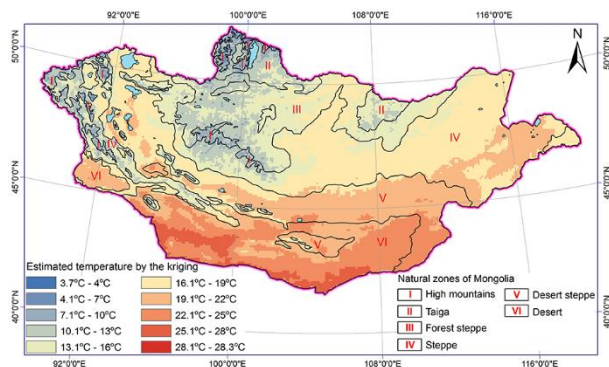 92°0'0"E
100°0'0"E
108°0'0"E
116°0'0"E
N
50°0'0"N
50°0'0"N
45°0'0"N
45°0'0"N
40°0'0"N
40°0'0"N
II
III
II
IV
IV
VI
V
V
VI
Estimated temperature by the kriging
3.7°C - 4°C
4.1°C - 7°C
7.1°C - 10°C
10.1°C - 13°C
13.1°C - 16°C
16.1°C - 19°C
19.1°C - 22°C
22.1°C - 25°C
25.1°C - 28°C
28.1°C - 28.3°C
Natural zones of Mongolia
I High mountains
II Taiga
III Forest steppe
IV Steppe
V Desert steppe
VI Desert
92°0'0"E
100°0'0"E
108°0'0"E
116°0'0"E